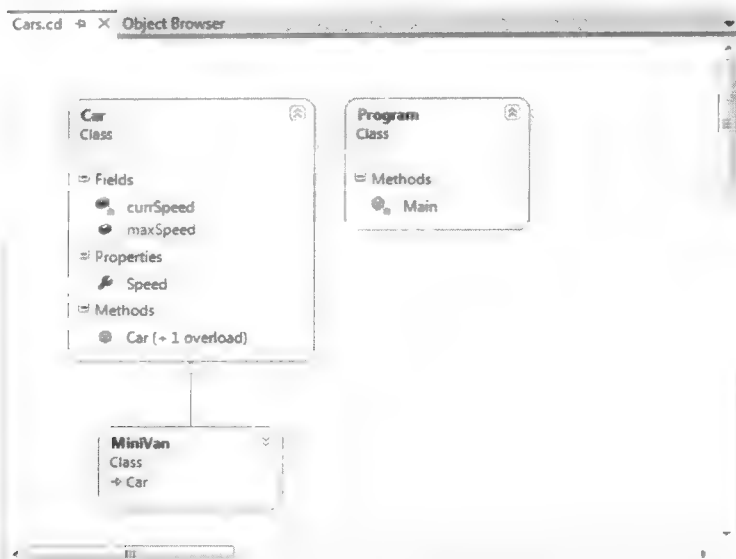 Cars.cd Object Browser
Car
Class
Fields
currSpeed
maxSpeed
Properties
Speed
Methods
Car (+ 1 overload)
Program
Class
Methods
Main
MiniVan
Class
Car